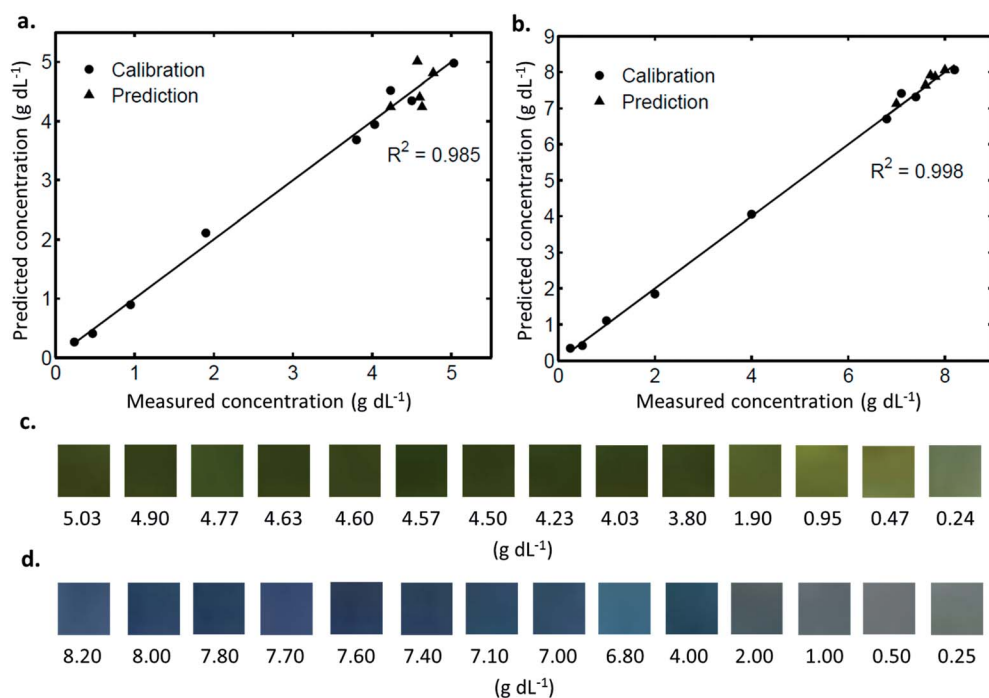 a.
Predicted concentration (g dL⁻¹)
6
5
4
3
2
1
0
● Calibration
▲ Prediction
R² = 0.985
0 1 2 3 4 5
Measured concentration (g dL⁻¹)
b.
Predicted concentration (g dL⁻¹)
9
8
7
6
5
4
3
2
1
0
● Calibration
▲ Prediction
R² = 0.998
0 2 4 6 8
Measured concentration (g dL⁻¹)
c.
5.03 4.90 4.77 4.63 4.60 4.57 4.50 4.23 4.03 3.80 1.90 0.95 0.47 0.24
(g dL⁻¹)
d.
8.20 8.00 7.80 7.70 7.60 7.40 7.10 7.00 6.80 4.00 2.00 1.00 0.50 0.25
(g dL⁻¹)